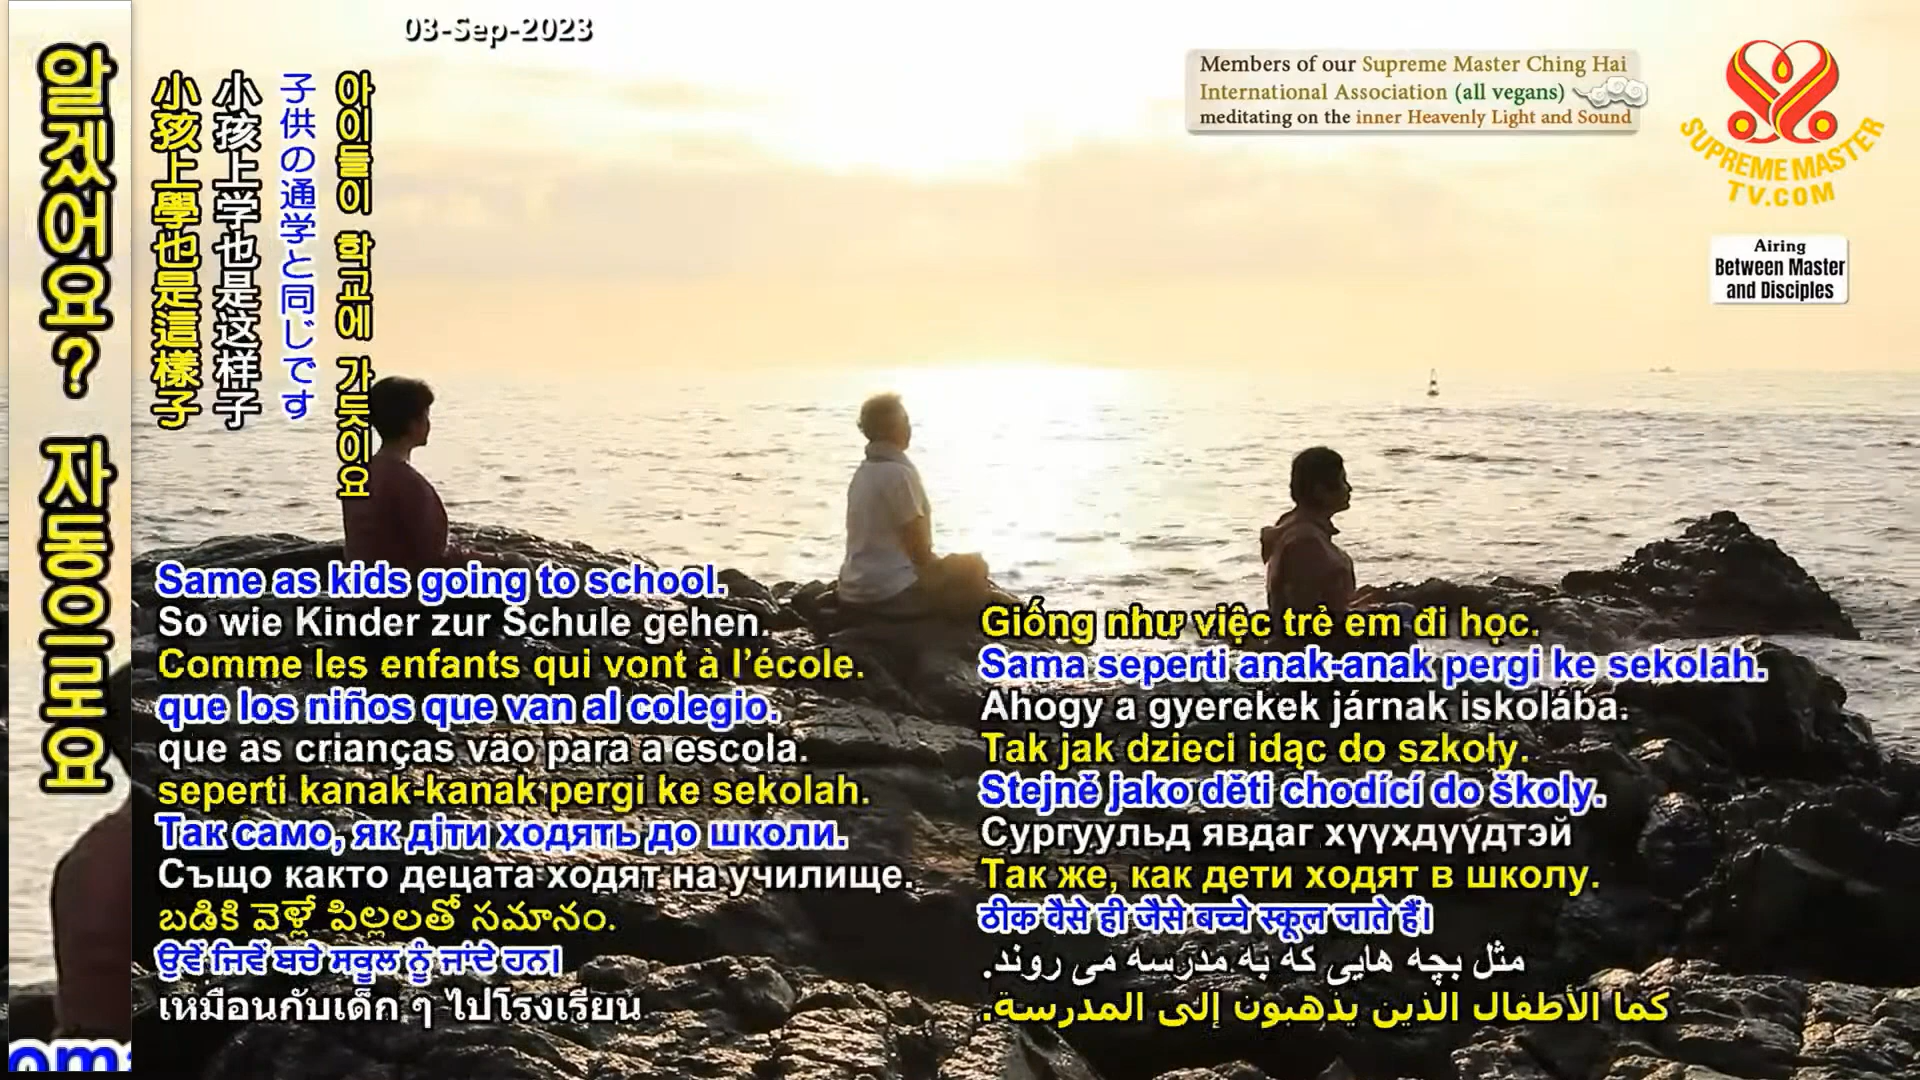 03-Sep-2023
Members of our Supreme Master Ching Hai
International Association (all vegans)
meditating on the inner Heavenly Light and Sound
SUPREME MASTER
TV.COM
Airing
Between Master
and Disciples
알겠어요? 자동으로요
小孩上學也是這樣子
小孩上学也是这样子
子供の通学と同じです
아이들이 학교에 가듯이요
Same as kids going to school.
So wie Kinder zur Schule gehen.
Comme les enfants qui vont à l’école.
que los niños que van al colegio.
que as crianças vão para a escola.
seperti kanak-kanak pergi ke sekolah.
Так само, як діти ходять до школи.
Също както децата ходят на училище.
బడికి వెళ్లే పిల్లలతో సమానం.
ਉਵੇਂ ਜਿਵੇਂ ਬਚੇ ਸਕੂਲ ਨੂੰ ਜਾਂਦੇ ਹਨ।
เหมือนกับเด็ก ๆ ไปโรงเรียน
Giống như việc trẻ em đi học.
Sama seperti anak-anak pergi ke sekolah.
Ahogy a gyerekek járnak iskolába.
Tak jak dzieci idąc do szkoły.
Stejně jako děti chodící do školy.
Сургуульд явдаг хүүхдүүдтэй
Так же, как дети ходят в школу.
ठीक वैसे ही जैसे बच्चे स्कूल जाते हैं।
مثل بچه هایی که به مدرسه می روند.
كما الأطفال الذين يذهبون إلى المدرسة.